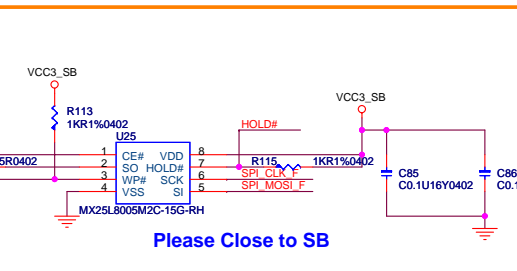 VCC3_SB
VCC3_SB
R113
1KR1%0402
HOLD#
U25
5R0402
1 CE# VDD 8
2 SO HOLD# 7
3 WP# SCK 6
4 VSS SI 5
R115
1KR1%0402
SPI_CLK_F
SPI_MOSI_F
C85
C0.1U16Y0402
C86
C0.1
MX25L8005M2C-15G-RH
Please Close to SB